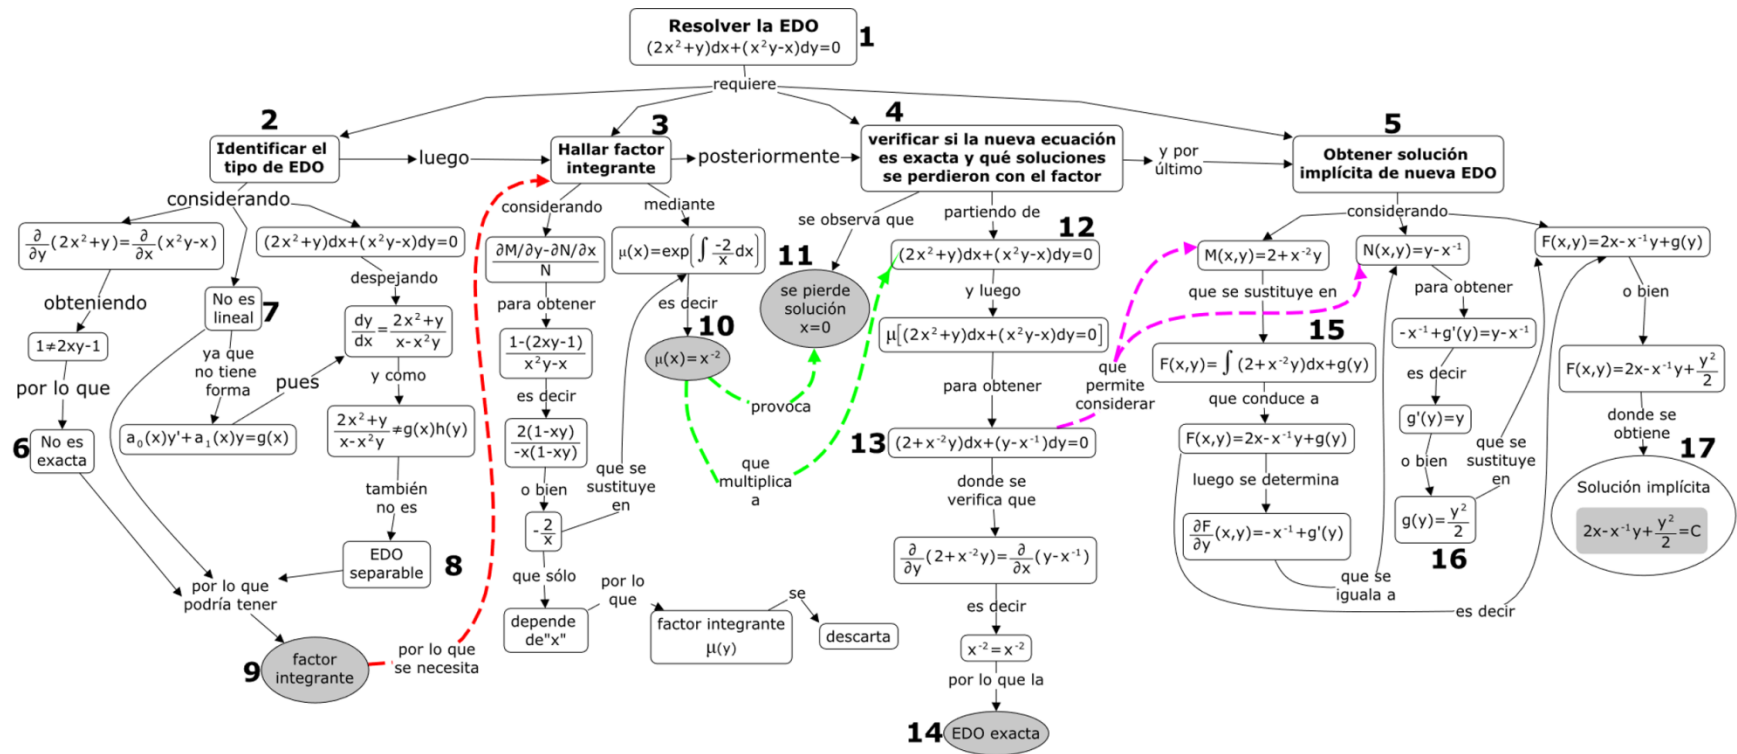 Resolver la EDO
(2x²+y)dx+(x²y-x)dy=0
1
requiere
2
Identificar el
tipo de EDO
luego
3
Hallar factor
integrante
posteriormente
4
verificar si la nueva ecuación
es exacta y qué soluciones
se perdieron con el factor
y por
último
5
Obtener solución
implícita de nueva EDO
considerando
∂/∂y(2x²+y)=∂/∂x(x²y-x)
obteniendo
1≠2xy-1
por lo que
6
No es
exacta
No es
lineal
7
ya que
no tiene
forma
a₀(x)y'+a₁(x)y=g(x)
pues
(2x²+y)dx+(x²y-x)dy=0
despejando
dy/dx=(2x²+y)/(x-x²y)
y como
(2x²+y)/(x-x²y)≠g(x)h(y)
también
no es
EDO
separable
8
por lo que
podría tener
9
factor
integrante
por lo que
se necesita
considerando
(∂M/∂y-∂N/∂x)/N
para obtener
(1-(2xy-1))/(x²y-x)
es decir
2(1-xy)/(-x(1-xy))
o bien
-2/x
que se
sustituye
en
que sólo
depende
de"x"
por lo
que
factor integrante
μ(y)
se
descarta
mediante
μ(x)=exp(∫ -2/x dx)
es decir
10
μ(x)=x⁻²
provoca
que
multiplica
a
se observa que
11
se pierde
solución
x=0
partiendo de
12
(2x²+y)dx+(x²y-x)dy=0
y luego
μ[(2x²+y)dx+(x²y-x)dy=0]
para obtener
13
(2+x⁻²y)dx+(y-x⁻¹)dy=0
que
permite
considerar
donde se
verifica que
∂/∂y(2+x⁻²y)=∂/∂x(y-x⁻¹)
es decir
x⁻²=x⁻²
por lo que la
14
EDO exacta
considerando
M(x,y)=2+x⁻²y
que se sustituye en
15
F(x,y)=∫ (2+x⁻²y)dx+g(y)
que conduce a
F(x,y)=2x-x⁻¹y+g(y)
luego se determina
∂F/∂y(x,y)=-x⁻¹+g'(y)
que se
iguala a
es decir
N(x,y)=y-x⁻¹
para obtener
-x⁻¹+g'(y)=y-x⁻¹
es decir
g'(y)=y
o bien
g(y)=y²/2
16
que se
sustituye
en
F(x,y)=2x-x⁻¹y+g(y)
o bien
F(x,y)=2x-x⁻¹y+y²/2
donde se
obtiene
17
Solución implícita
2x-x⁻¹y+y²/2=C